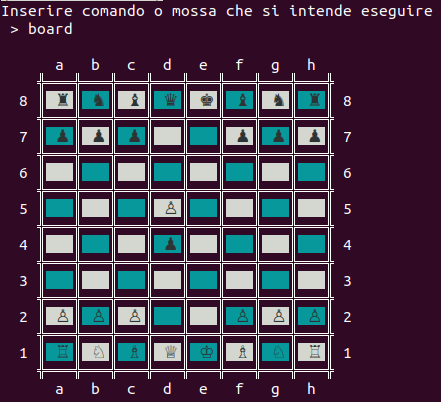 Inserire comando o mossa che si intende eseguire
> board
a b c d e f g h
8 ♜ ♞ ♝ ♛ ♚ ♝ ♞ ♜ 8
7 ♟ ♟ ♟ ♟ ♟ ♟ 7
6 6
5 ♙ 5
4 ♟ 4
3 3
2 ♙ ♙ ♙ ♙ ♙ ♙ 2
1 ♖ ♘ ♗ ♕ ♔ ♗ ♘ ♖ 1
a b c d e f g h